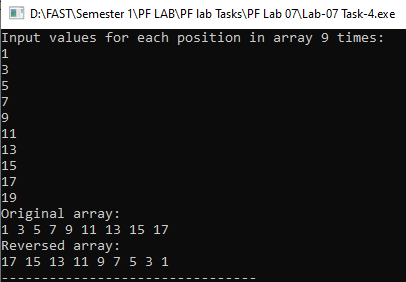 D:\FAST\Semester 1\PF LAB\PF lab Tasks\PF Lab 07\Lab-07 Task-4.exe
Input values for each position in array 9 times:
1
3
5
7
9
11
13
15
17
19
Original array:
1 3 5 7 9 11 13 15 17
Reversed array:
17 15 13 11 9 7 5 3 1
--------------------------------